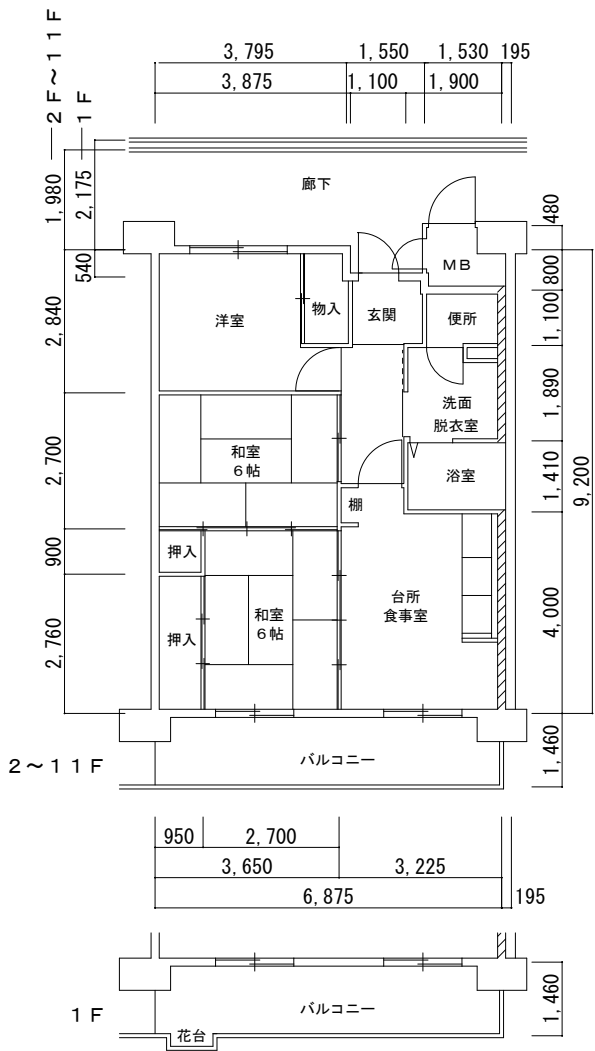 3,795 1,550 1,530 195
3,875 1,100 1,900
2F~11F
1F
1,980
2,175
540
2,840
2,700
900
2,760
廊下
480
MB
800
洋室
物入
玄関
便所
1,100
洗面
脱衣室
1,890
和室
6帖
浴室
1,410
9,200
棚
押入
台所
食事室
和室
6帖
押入
4,000
バルコニー
2~11F
1,460
950 2,700
3,650 3,225
6,875 195
バルコニー
1F
1,460
花台